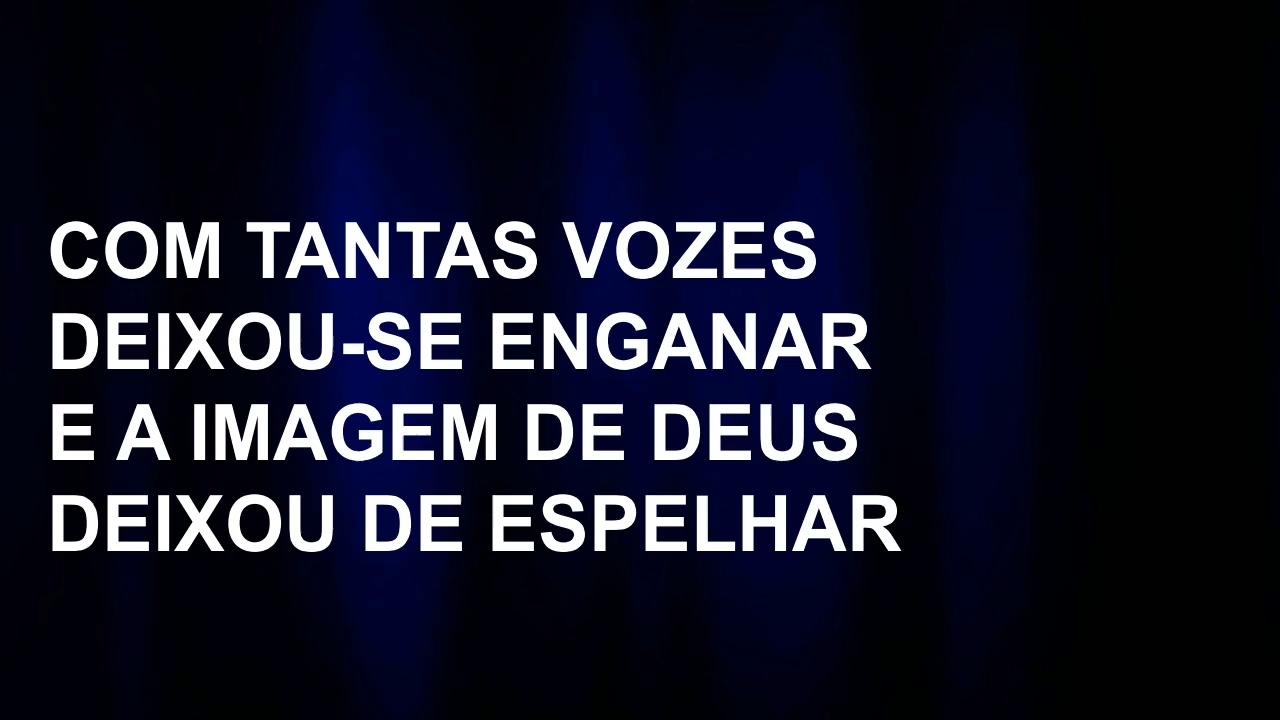 COM TANTAS VOZES
DEIXOU-SE ENGANAR
E A IMAGEM DE DEUS
DEIXOU DE ESPELHAR